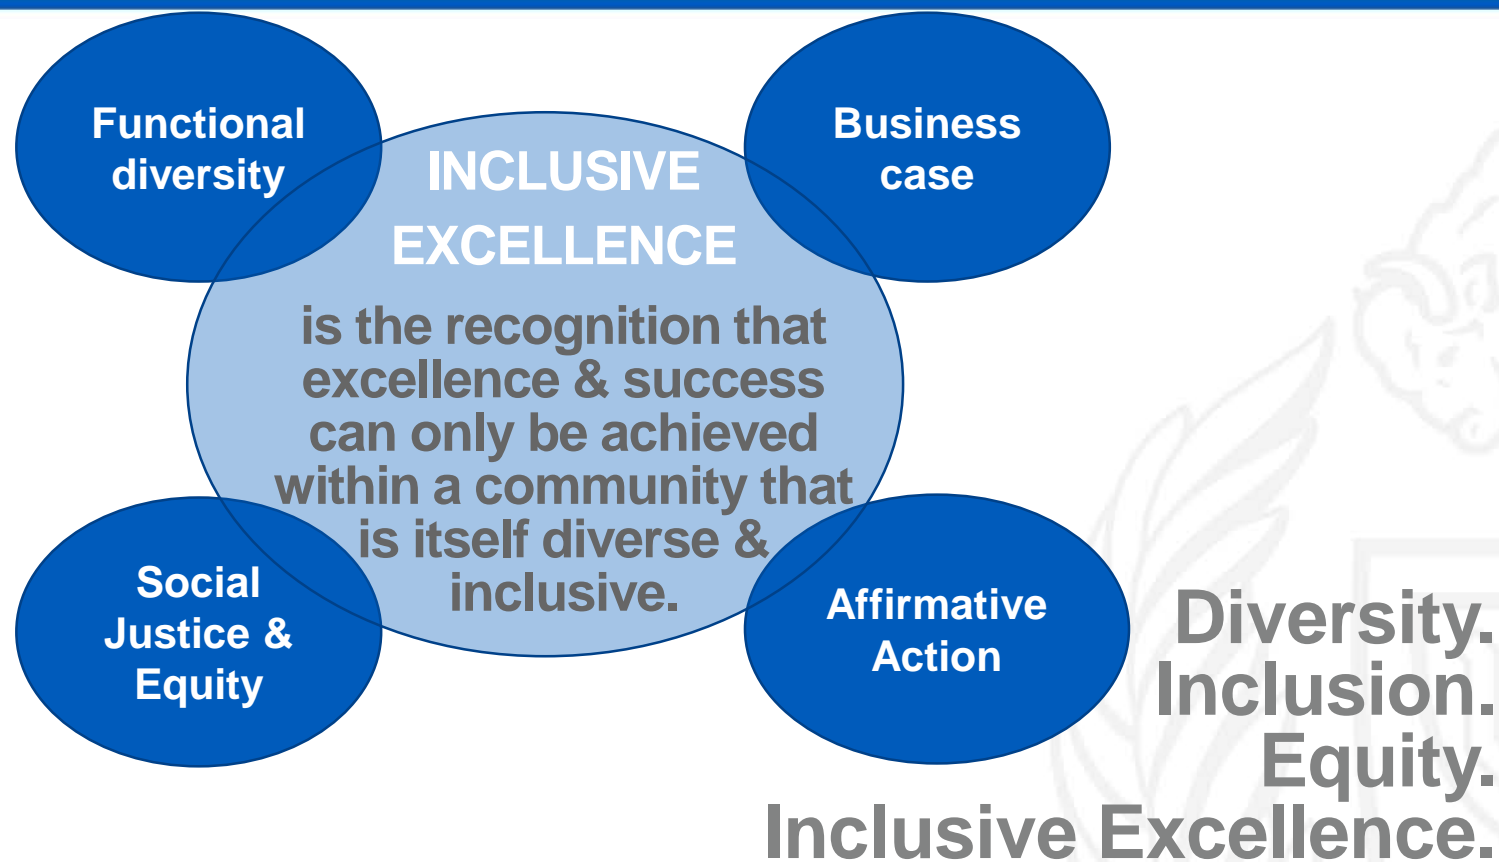 Functional
diversity
Business
case
INCLUSIVE
EXCELLENCE
is the recognition that
excellence & success
can only be achieved
within a community that
is itself diverse &
inclusive.
Social
Justice &
Equity
Affirmative
Action
Diversity.
Inclusion.
Equity.
Inclusive Excellence.